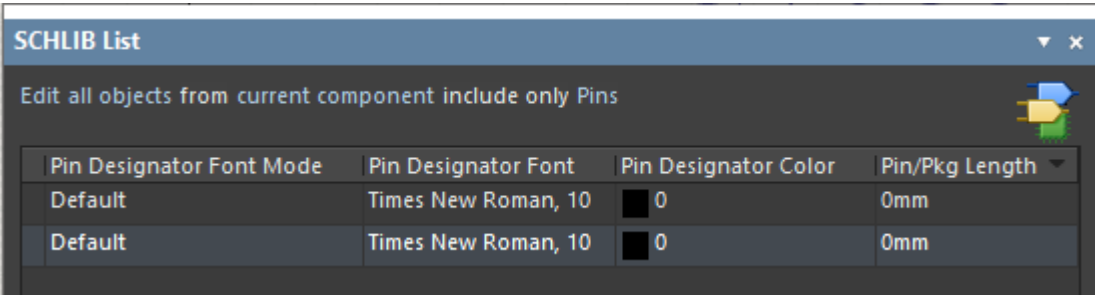 SCHLIB List
Edit all objects from current component include only Pins
Pin Designator Font Mode Pin Designator Font Pin Designator Color Pin/Pkg Length
Default Times New Roman, 10 0 0mm
Default Times New Roman, 10 0 0mm